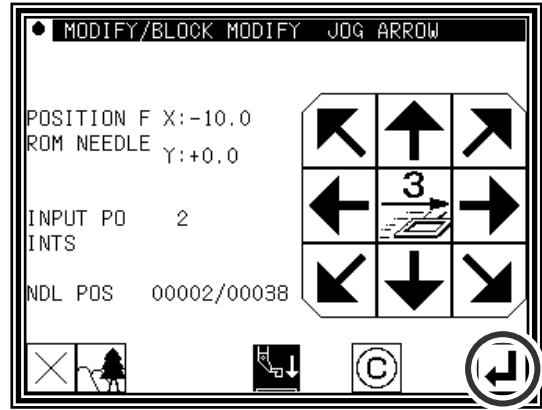 MODIFY/BLOCK MODIFY JOG ARROW
POSITION F X:-10.0
ROM NEEDLE Y:+0.0
3
INPUT PO 2
INTS
NDL POS 00002/00038
C